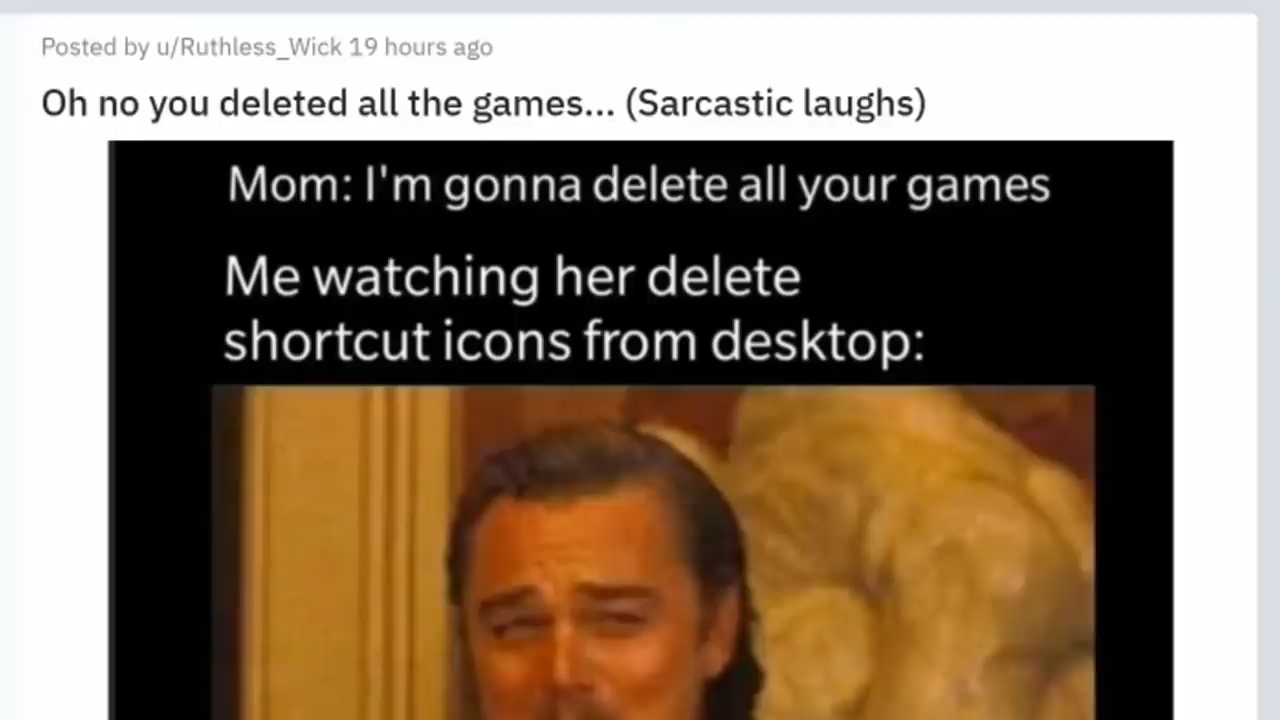 Posted by u/Ruthless_Wick 19 hours ago
Oh no you deleted all the games... (Sarcastic laughs)
Mom: I'm gonna delete all your games
Me watching her delete
shortcut icons from desktop: